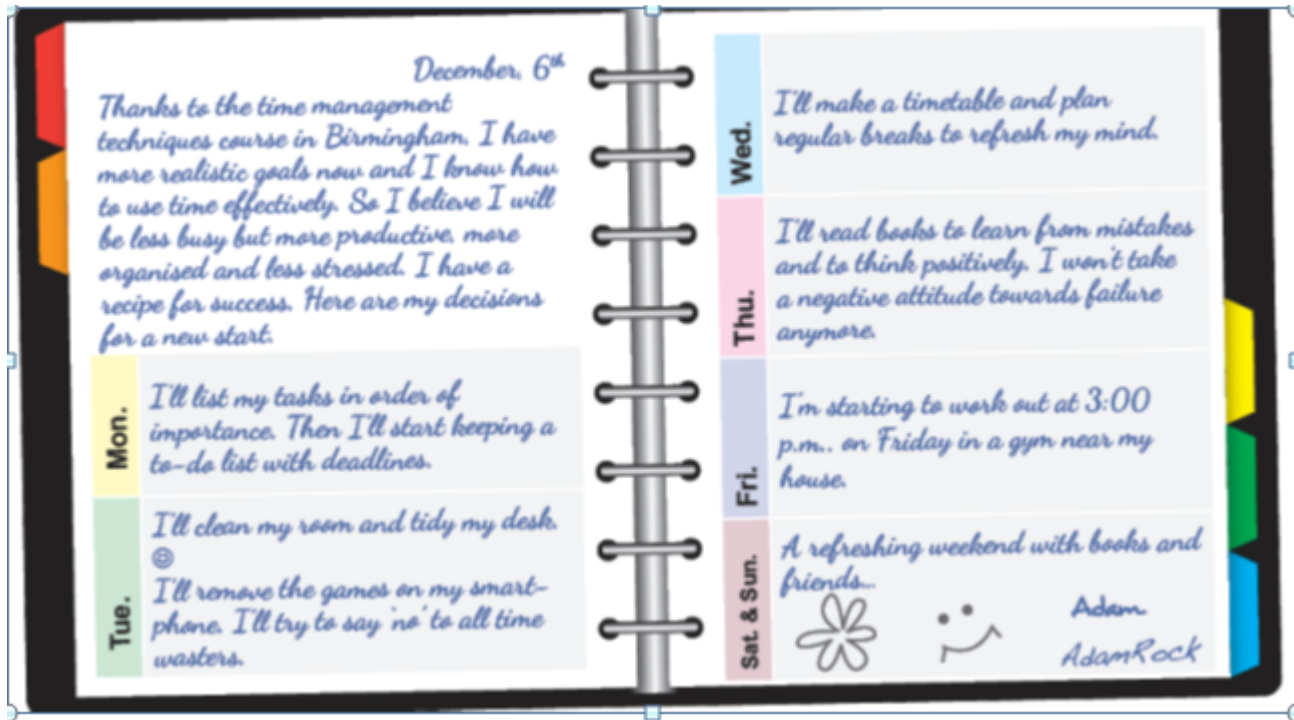 December, 6th
Thanks to the time management
techniques course in Birmingham, I have
more realistic goals now and I know how
to use time effectively. So I believe I will
be less busy but more productive, more
organised and less stressed. I have a
recipe for success. Here are my decisions
for a new start.
Mon.
I'll list my tasks in order of
importance. Then I'll start keeping a
to-do list with deadlines.
Tue.
I'll clean my room and tidy my desk.
☺
I'll remove the games on my smart-
phone. I'll try to say 'no' to all time
wasters.
Wed.
I'll make a timetable and plan
regular breaks to refresh my mind.
Thu.
I'll read books to learn from mistakes
and to think positively. I won't take
a negative attitude towards failure
anymore.
Fri.
I'm starting to work out at 3:00
p.m.. on Friday in a gym near my
house.
Sat. & Sun.
A refreshing weekend with books and
friends...
Adam
AdamRock